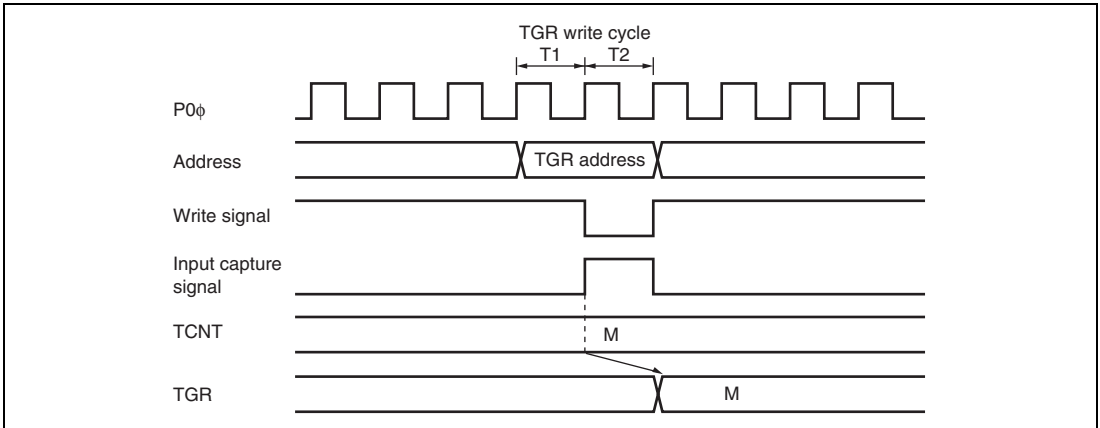 TGR write cycle
T1 T2
P0ϕ
Address TGR address
Write signal
Input capture
signal
TCNT M
TGR M